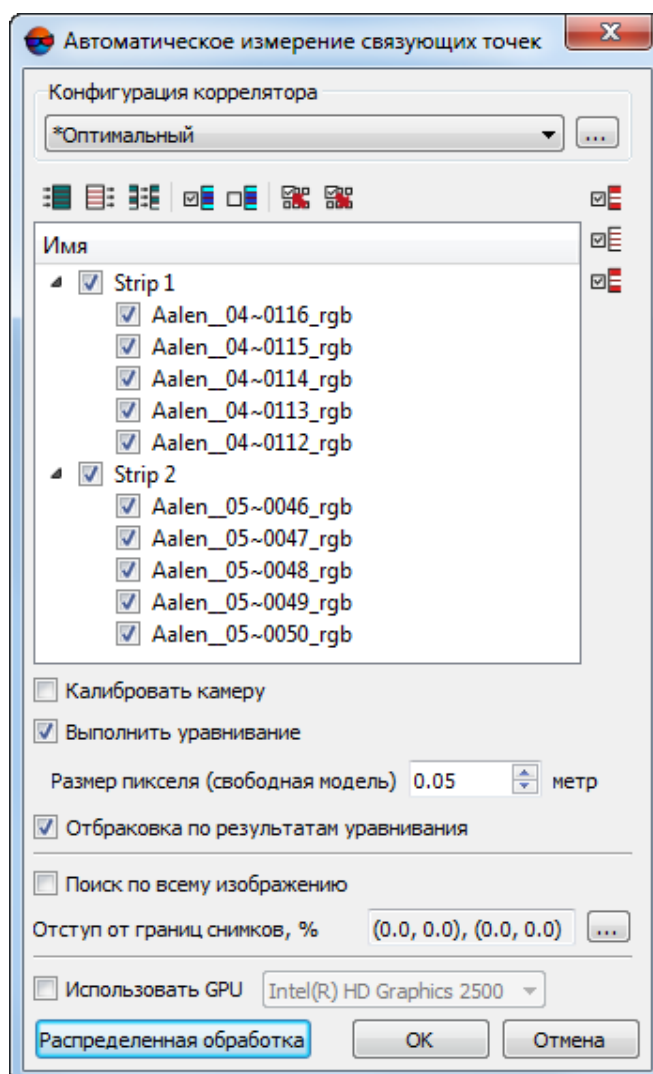 Автоматическое измерение связующих точек
Конфигурация коррелятора
*Оптимальный
...
Имя
Strip 1
Aalen__04~0116_rgb
Aalen__04~0115_rgb
Aalen__04~0114_rgb
Aalen__04~0113_rgb
Aalen__04~0112_rgb
Strip 2
Aalen__05~0046_rgb
Aalen__05~0047_rgb
Aalen__05~0048_rgb
Aalen__05~0049_rgb
Aalen__05~0050_rgb
Калибровать камеру
Выполнить уравнивание
Размер пикселя (свободная модель) 0.05 метр
Отбраковка по результатам уравнивания
Поиск по всему изображению
Отступ от границ снимков, % (0.0, 0.0), (0.0, 0.0) ...
Использовать GPU Intel(R) HD Graphics 2500
Распределенная обработка OK Отмена